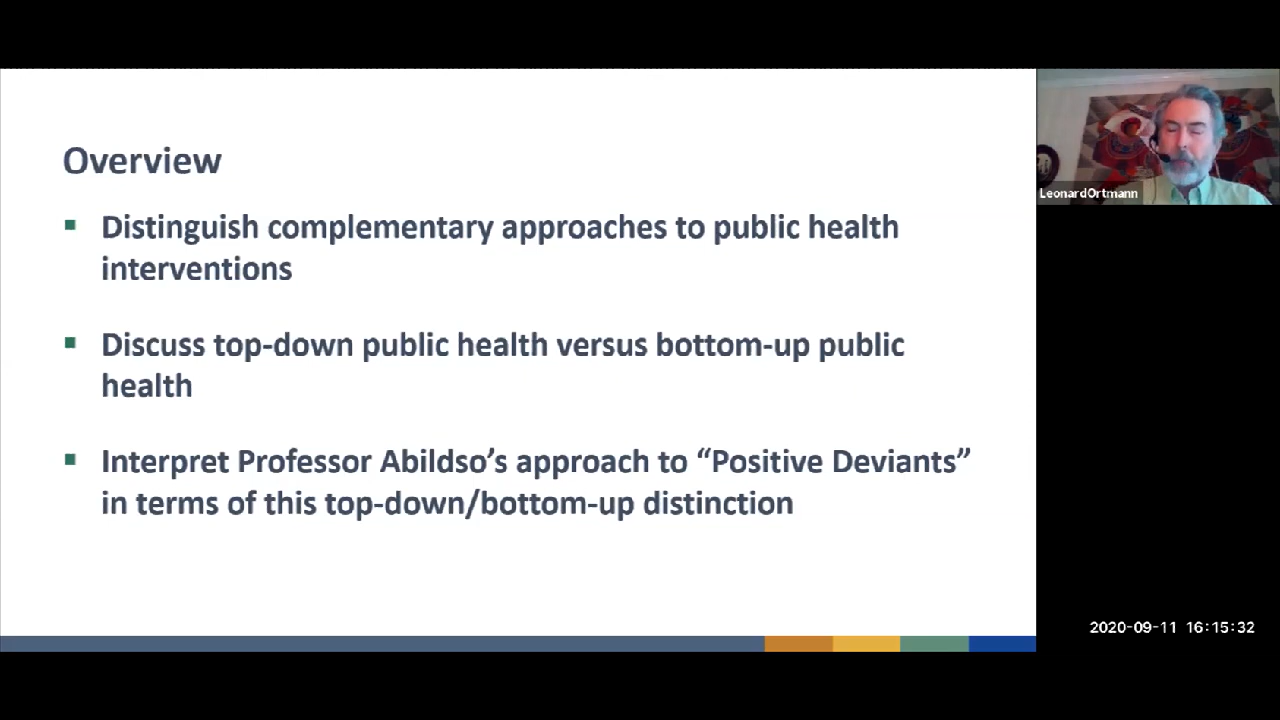 Overview
Distinguish complementary approaches to public health
interventions
Discuss top-down public health versus bottom-up public
health
Interpret Professor Abildso’s approach to “Positive Deviants”
in terms of this top-down/bottom-up distinction
LeonardOrtmann
2020-09-11 16:15:32